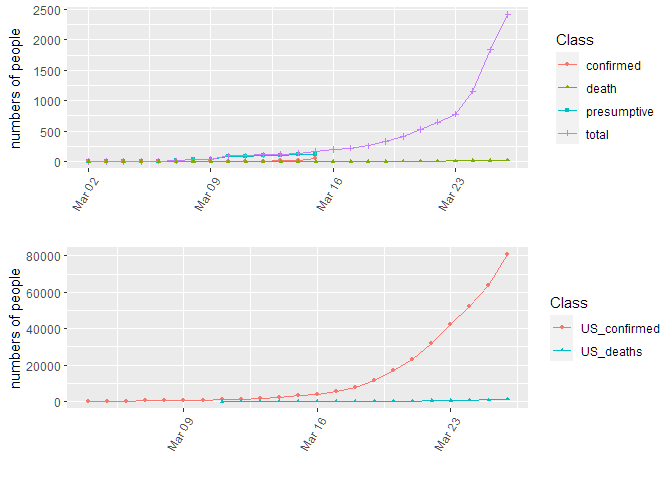 numbers of people
2500
2000
1500
1000
500
0
Mar 02
Mar 09
Mar 16
Mar 23
Class
confirmed
death
presumptive
total
numbers of people
80000
60000
40000
20000
0
Mar 09
Mar 16
Mar 23
Class
US_confirmed
US_deaths